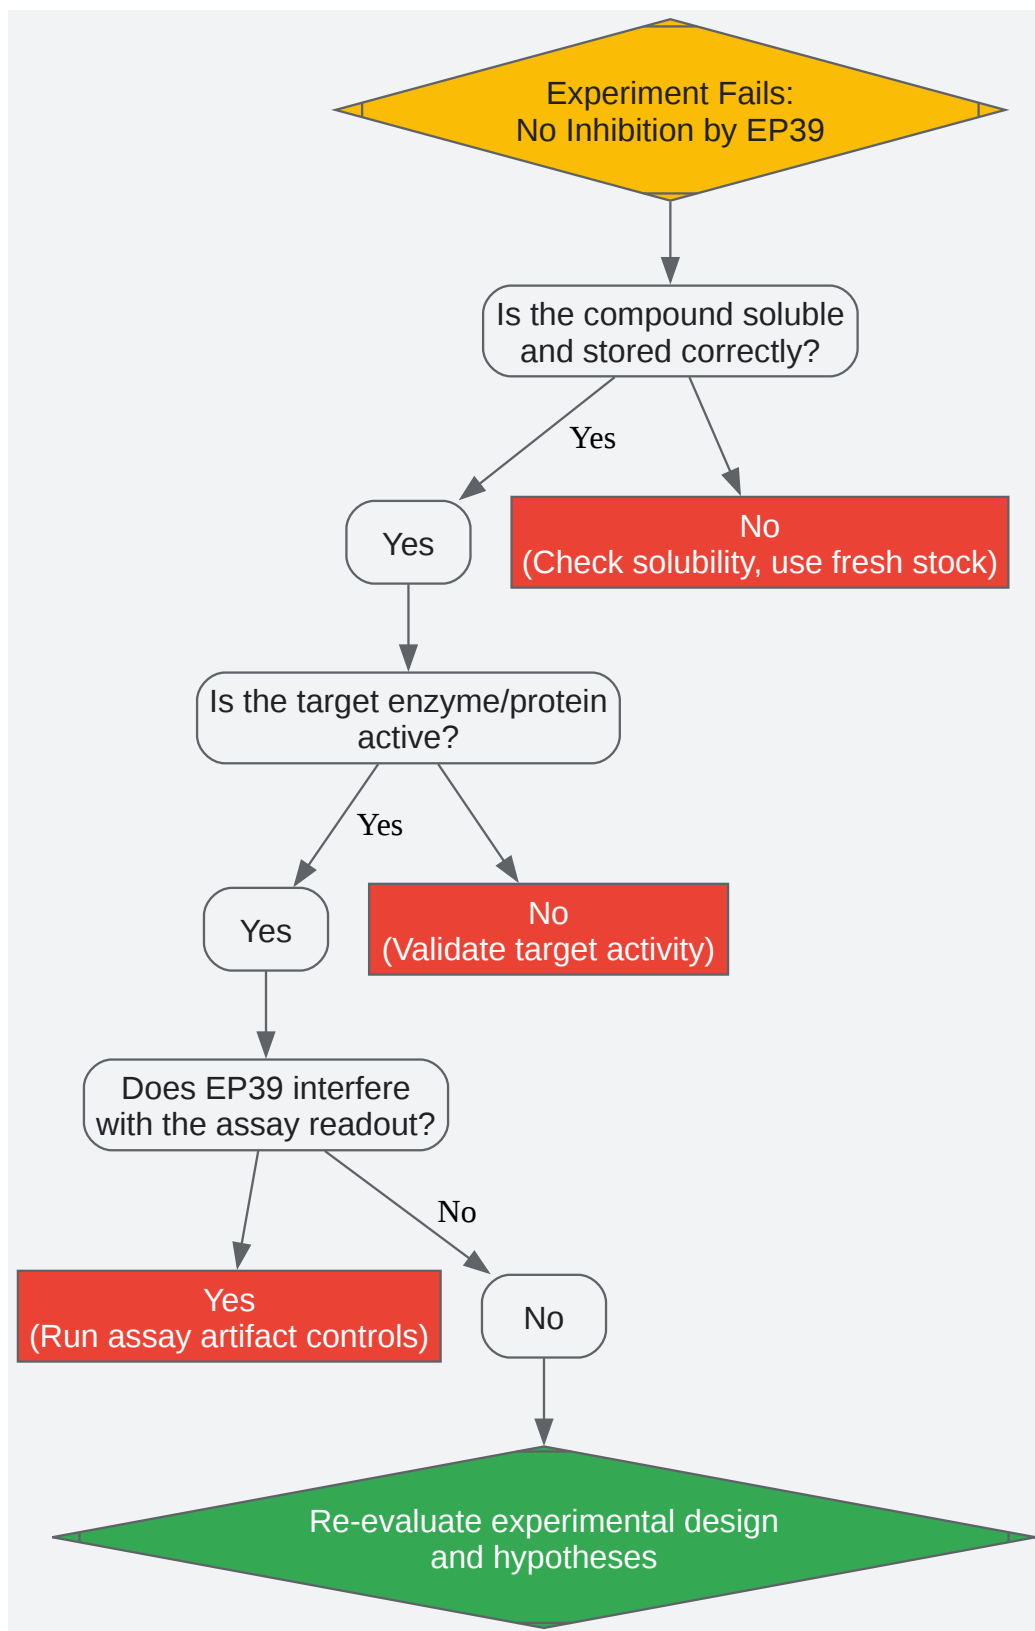 Experiment Fails:
No Inhibition by EP39
Is the compound soluble
and stored correctly?
Yes
Yes
No
(Check solubility, use fresh stock)
Is the target enzyme/protein
active?
Yes
Yes
No
(Validate target activity)
Does EP39 interfere
with the assay readout?
No
Yes
(Run assay artifact controls)
No
Re-evaluate experimental design
and hypotheses